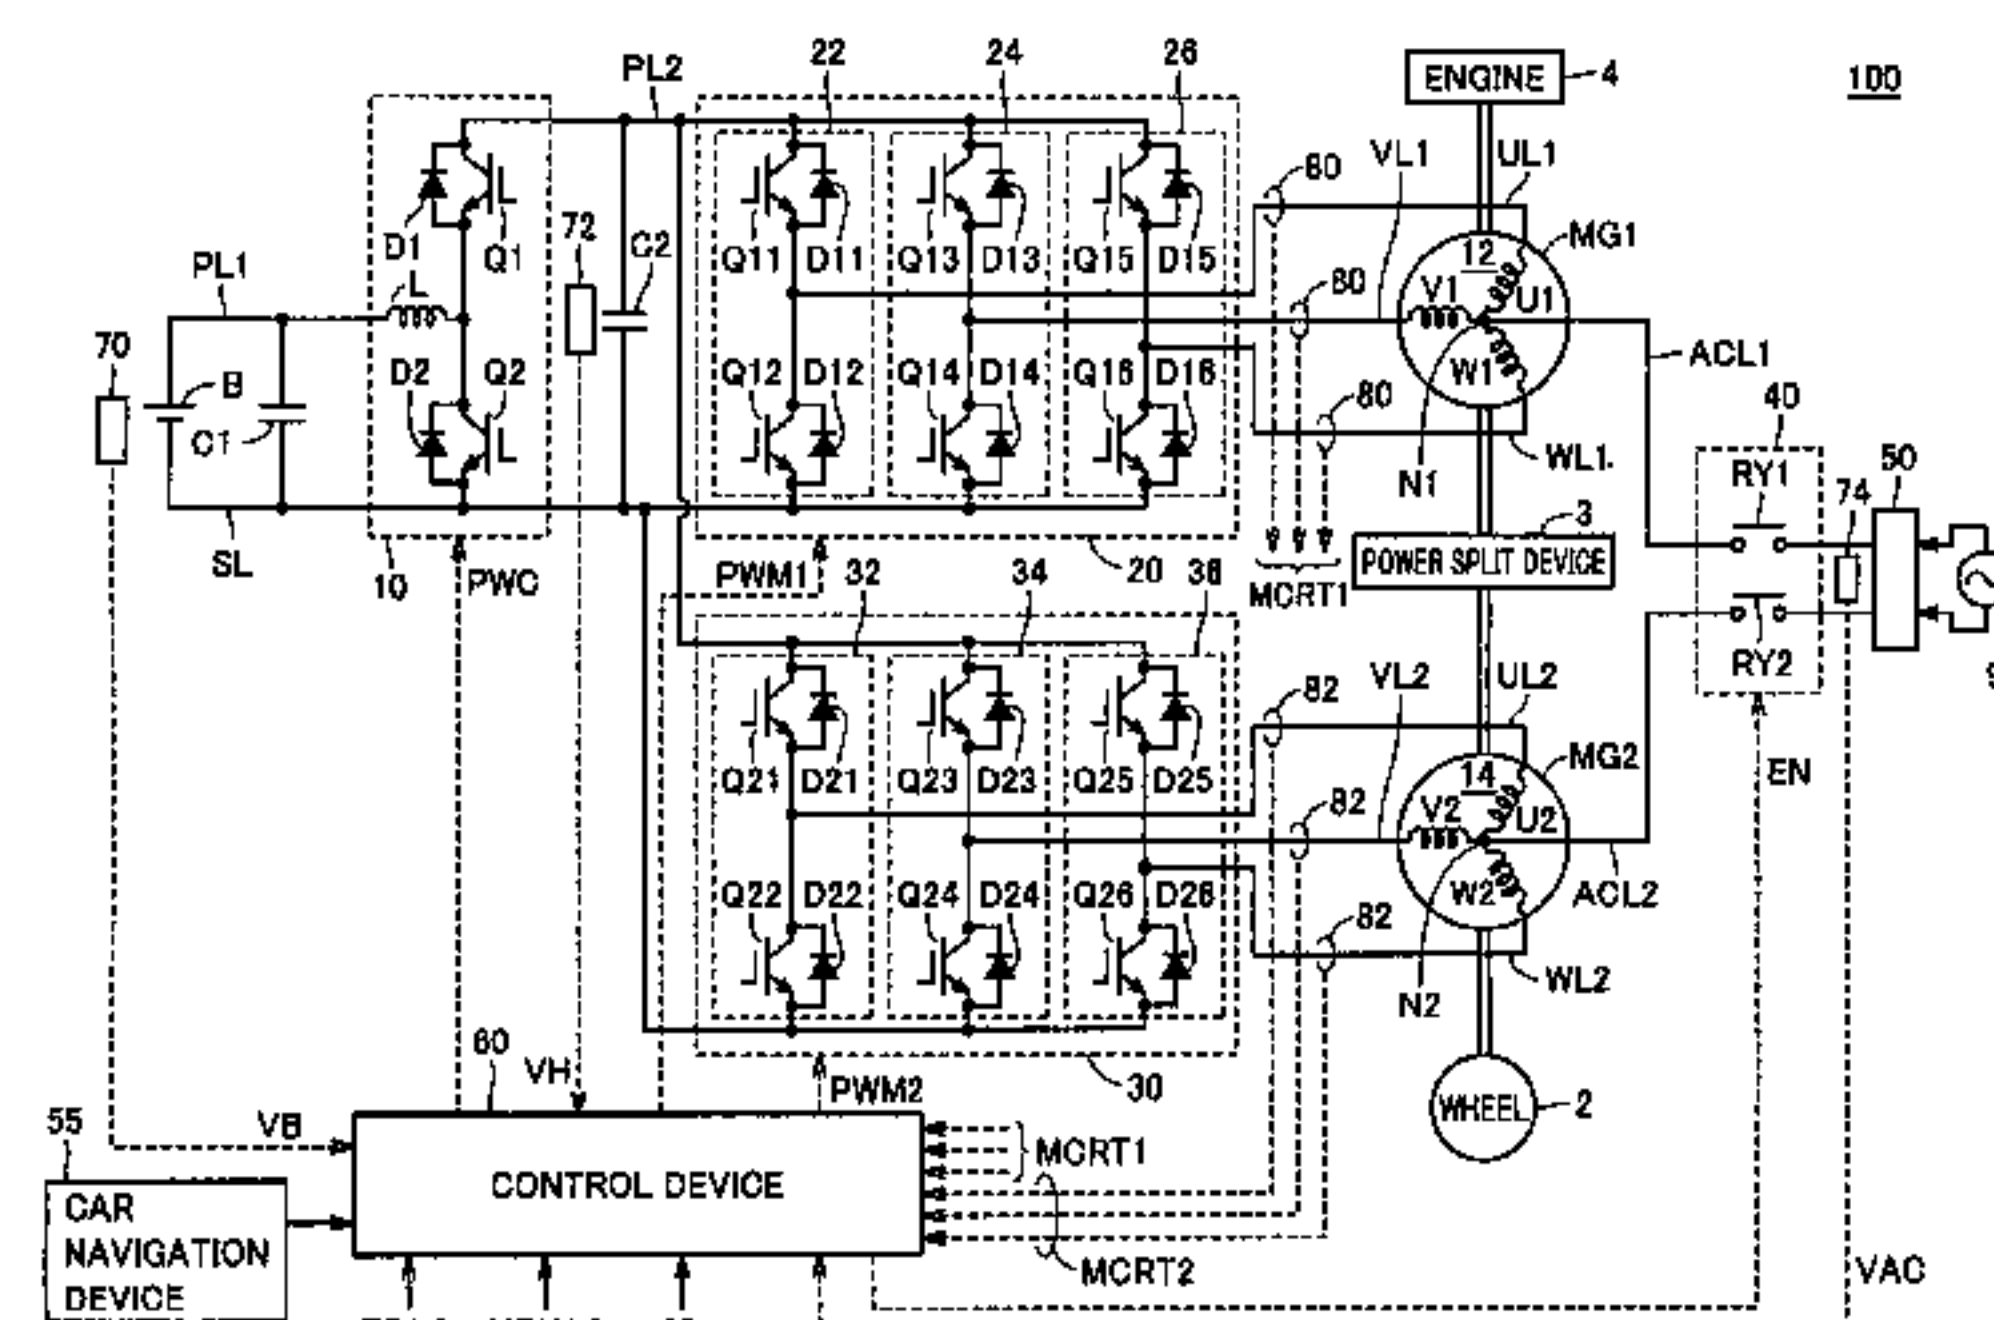 22
24
26
PL2
ENGINE
4
100
80
VL1
UL1
D1
Q1
72
C2
Q11
D11
Q13
D13
Q15
D15
12
MG1
PL1
L
80
V1
U1
70
B
D2
Q2
Q12
D12
Q14
D14
Q16
D16
W1
ACL1
C1
80
40
WL1.
N1
RY1
50
74
SL
10
PWC
PWM1
32
20
34
36
MCRT1
3
POWER SPLIT DEVICE
RY2
82
VL2
UL2
Q21
D21
Q23
D23
Q25
D25
14
MG2
EN
82
V2
U2
Q22
D22
Q24
D24
Q26
D26
W2
ACL2
82
WL2
N2
60
VH
PWM2
30
WHEEL
2
55
VB
MCRT1
CONTROL DEVICE
CAR
NAVIGATION
DEVICE
MCRT2
VAC